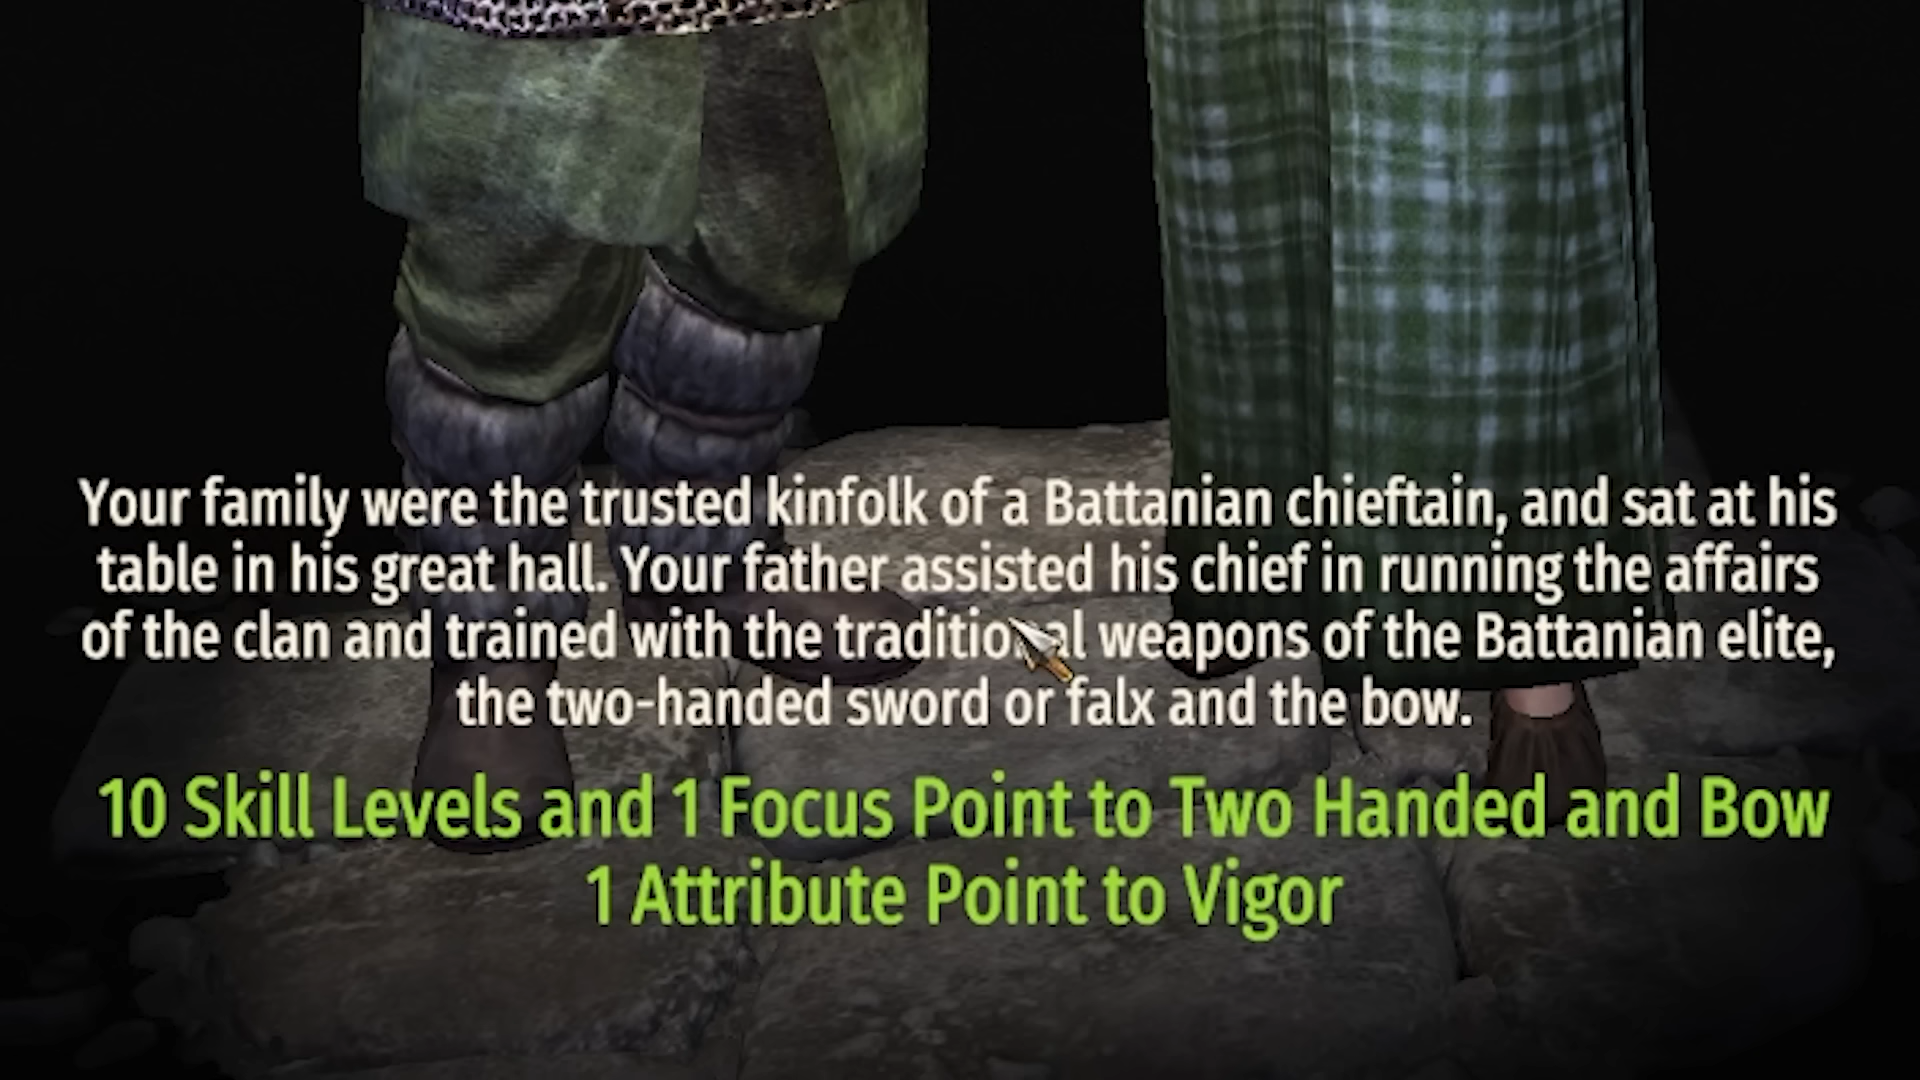 Your family were the trusted kinfolk of a Battanian chieftain, and sat at his
table in his great hall. Your father assisted his chief in running the affairs
of the clan and trained with the traditional weapons of the Battanian elite,
the two-handed sword or falx and the bow.
10 Skill Levels and 1 Focus Point to Two Handed and Bow
1 Attribute Point to Vigor